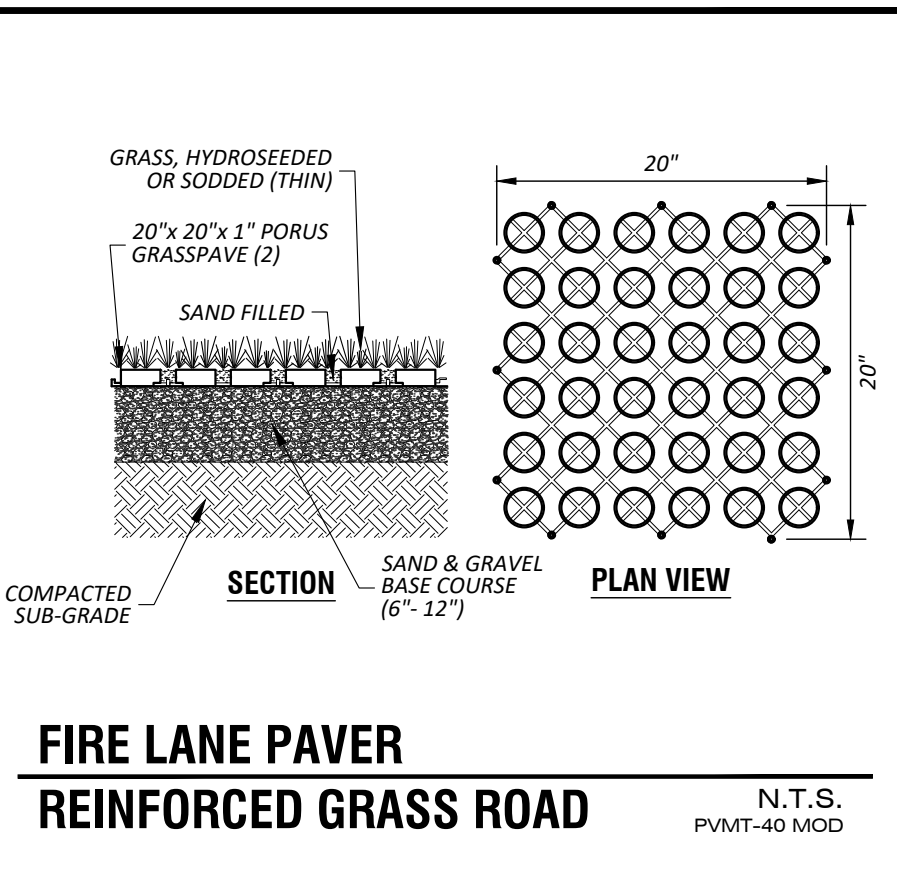 GRASS, HYDROSEEDED
OR SODDED (THIN)
20"x 20"x 1" PORUS
GRASSPAVE (2)
SAND FILLED
COMPACTED
SUB-GRADE
SECTION
SAND & GRAVEL
BASE COURSE
(6"- 12")
20"
20"
PLAN VIEW
FIRE LANE PAVER
REINFORCED GRASS ROAD
N.T.S.
PVMT-40 MOD